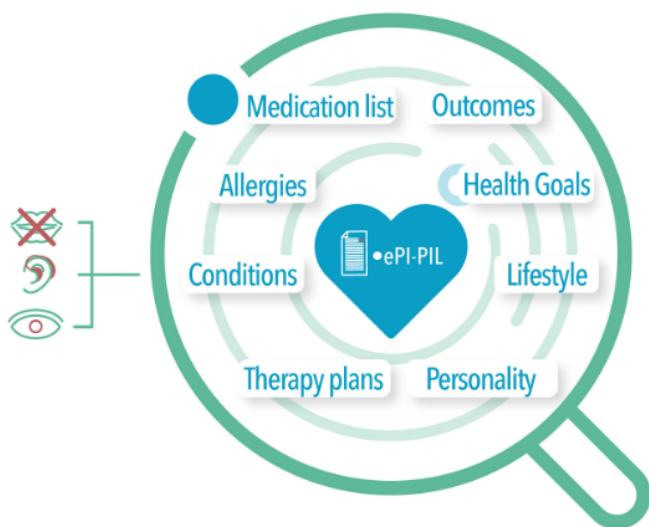 Medication list
Outcomes
Allergies
Health Goals
•ePI-PIL
Conditions
Lifestyle
Therapy plans
Personality